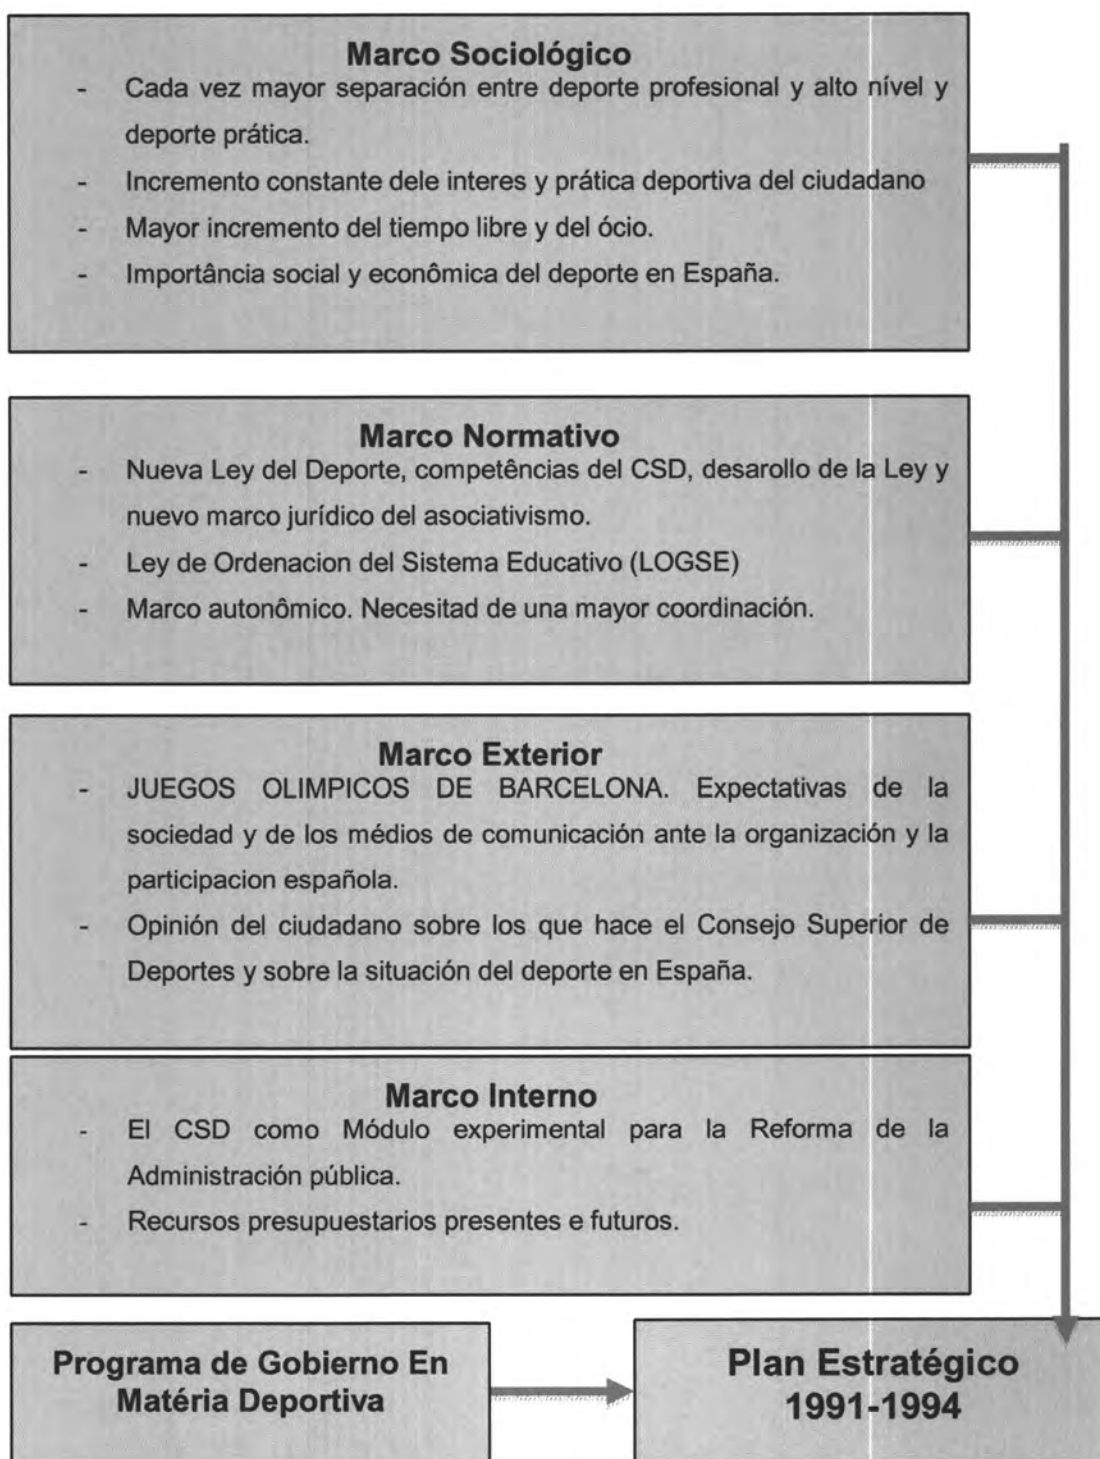 Marco Sociológico
- Cada vez mayor separación entre deporte profesional y alto nível y
deporte prática.
- Incremento constante dele interes y prática deportiva del ciudadano
- Mayor incremento del tiempo libre y del ócio.
- Importância social y econômica del deporte en España.
Marco Normativo
- Nueva Ley del Deporte, competências del CSD, desarollo de la Ley y
nuevo marco jurídico del asociativismo.
- Ley de Ordenacion del Sistema Educativo (LOGSE)
- Marco autonômico. Necesitad de una mayor coordinación.
Marco Exterior
- JUEGOS OLIMPICOS DE BARCELONA. Expectativas de la
sociedad y de los médios de comunicación ante la organización y la
participacion española.
- Opinión del ciudadano sobre los que hace el Consejo Superior de
Deportes y sobre la situación del deporte en España.
Marco Interno
- El CSD como Módulo experimental para la Reforma de la
Administración pública.
- Recursos presupuestarios presentes e futuros.
Programa de Gobierno En
Matéria Deportiva
Plan Estratégico
1991-1994